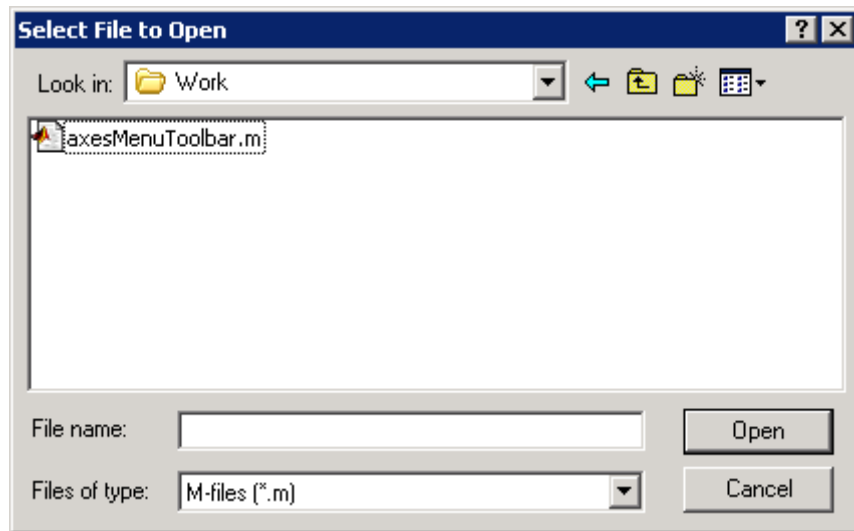 Select File to Open
Look in: Work
axesMenuToolbar.m
File name: Open
Files of type: M-files (*.m) Cancel